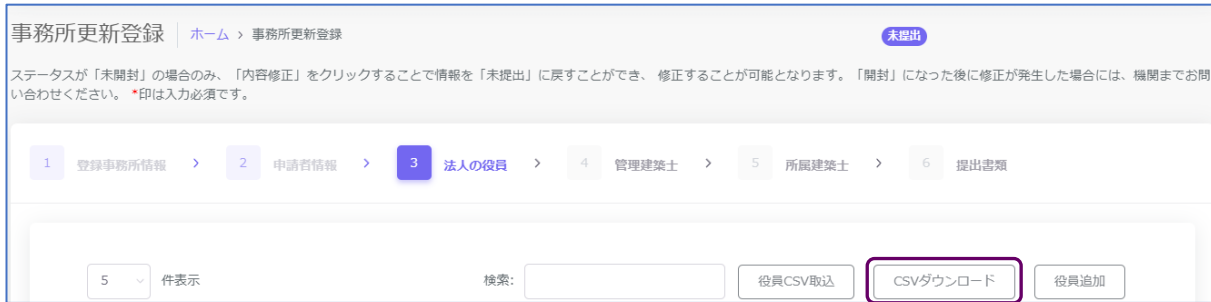 事務所更新登録 ホーム > 事務所更新登録 未提出
ステータスが「未開封」の場合のみ、「内容修正」をクリックすることで情報を「未提出」に戻すことができ、 修正することが可能となります。「開封」になった後に修正が発生した場合には、機関までお問
い合わせください。 *印は入力必須です。
1 登録事務所情報 > 2 申請者情報 > 3 法人の役員 > 4 管理建築士 > 5 所属建築士 > 6 提出書類
5 件表示 検索: 役員CSV取込 CSVダウンロード 役員追加